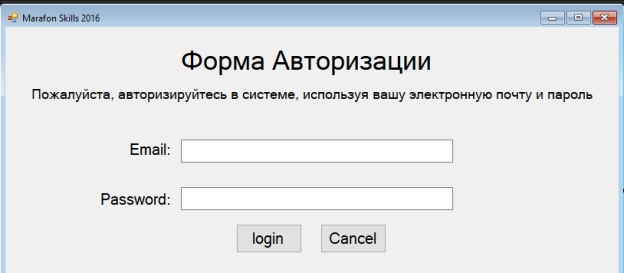 Marafon Skills 2016
Форма Авторизации
Пожалуйста, авторизируйтесь в системе, используя вашу электронную почту и пароль
Email:
Password:
login Cancel